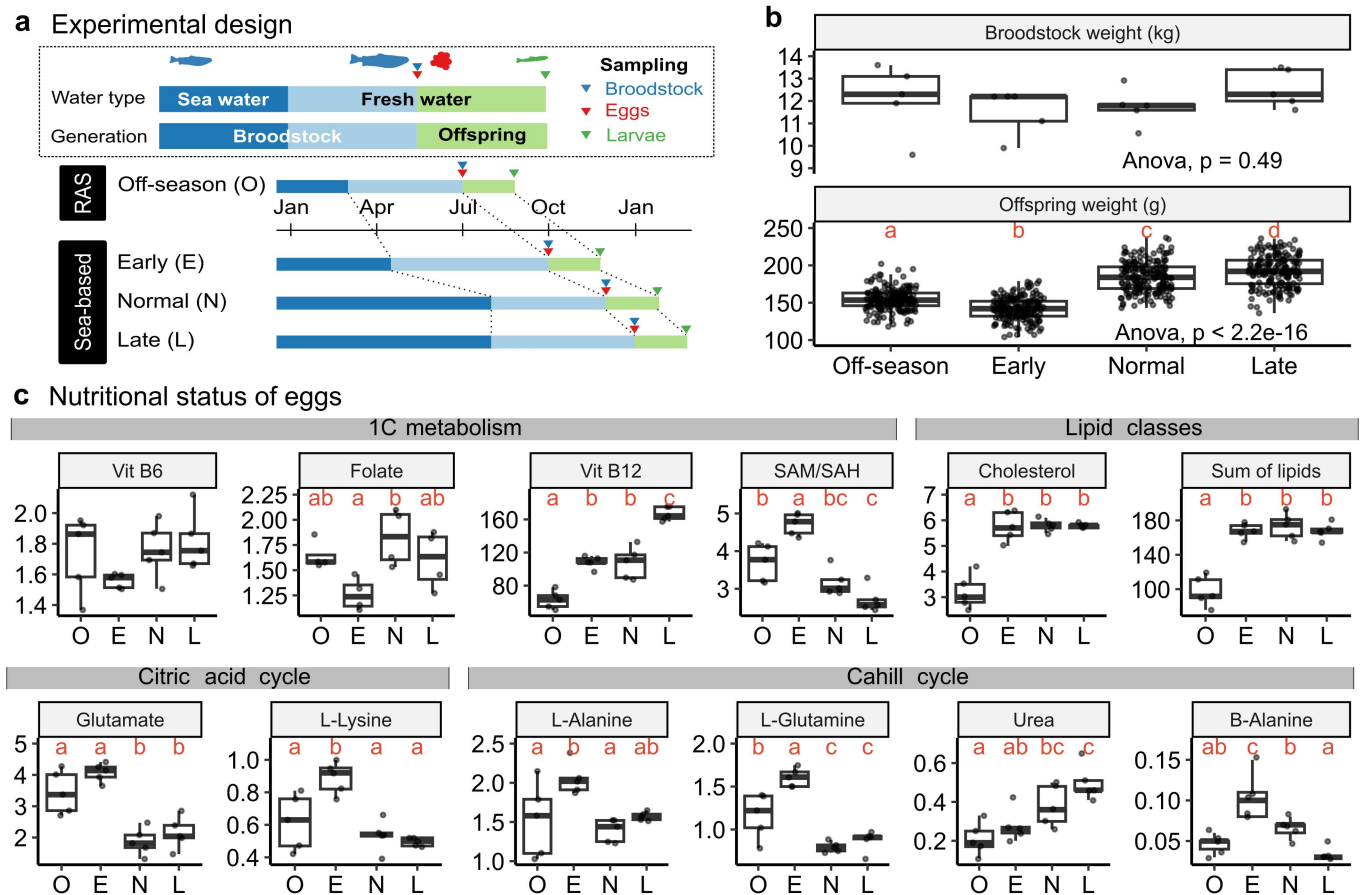 a Experimental design
Water type
Sea water
Fresh water
Generation
Broodstock
Offspring
Sampling
Broodstock
Eggs
Larvae
RAS
Off-season (O)
Jan Apr Jul Oct Jan
Sea-based
Early (E)
Normal (N)
Late (L)
b
Broodstock weight (kg)
14
13
12
11
10
9
Anova, p = 0.49
Offspring weight (g)
a b c d
250
200
150
100
Anova, p < 2.2e-16
Off-season Early Normal Late
c Nutritional status of eggs
1C metabolism
Lipid classes
Vit B6
2.0
1.8
1.6
1.4
O E N L
Folate
ab a b ab
2.25
2.00
1.75
1.50
1.25
O E N L
Vit B12
a b b c
160
120
80
O E N L
SAM/SAH
b a bc c
5
4
3
O E N L
Cholesterol
a b b b
7
6
5
4
3
O E N L
Sum of lipids
a b b b
180
140
100
O E N L
Citric acid cycle
Cahill cycle
Glutamate
a a b b
5
4
3
2
O E N L
L-Lysine
a b a a
1.0
0.8
0.6
0.4
O E N L
L-Alanine
a b a ab
2.5
2.0
1.5
1.0
O E N L
L-Glutamine
b a c c
2.0
1.5
1.0
O E N L
Urea
a ab bc c
0.6
0.4
0.2
O E N L
B-Alanine
ab c b a
0.15
0.10
0.05
O E N L